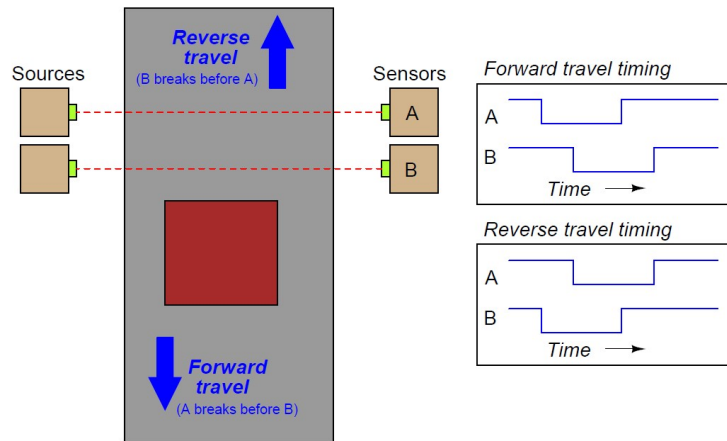 Reverse
travel
(B breaks before A)
Sources
Sensors
A
B
Forward
travel
(A breaks before B)
Forward travel timing
A
B
Time
Reverse travel timing
A
B
Time